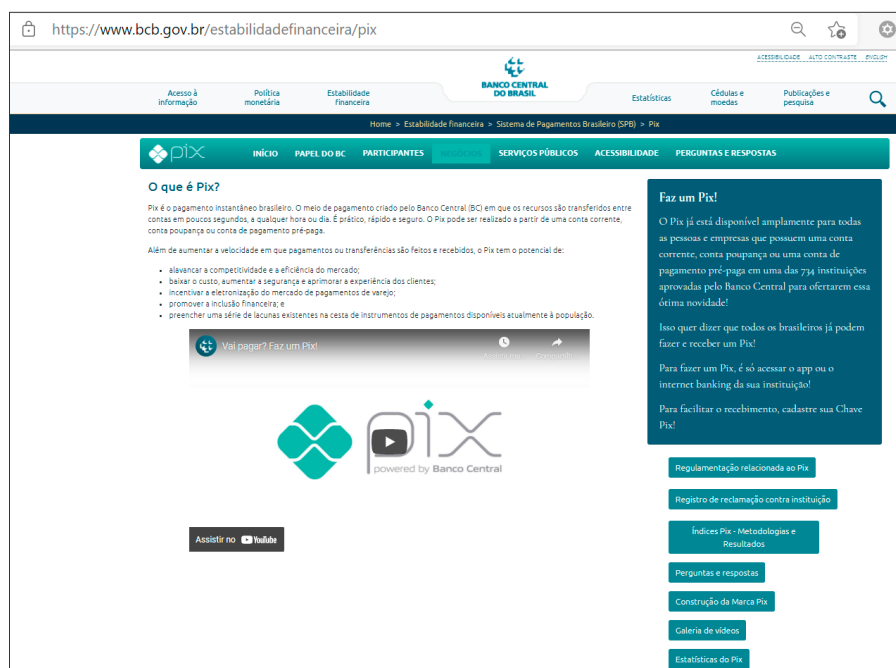 https://www.bcb.gov.br/estabilidadefinanceira/pix
ACESSIBILIDADE ALTO CONTRASTE ENGLISH
BANCO CENTRAL
DO BRASIL
Acesso à
informação
Política
monetária
Estabilidade
financeira
Estatísticas
Cédulas e
moedas
Publicações e
pesquisa
Home > Estabilidade financeira > Sistema de Pagamentos Brasileiro (SPB) > Pix
pix INÍCIO PAPEL DO BC PARTICIPANTES NEGÓCIOS SERVIÇOS PÚBLICOS ACESSIBILIDADE PERGUNTAS E RESPOSTAS
O que é Pix?
Pix é o pagamento instantâneo brasileiro. O meio de pagamento criado pelo Banco Central (BC) em que os recursos são transferidos entre
contas em poucos segundos, a qualquer hora ou dia. É prático, rápido e seguro. O Pix pode ser realizado a partir de uma conta corrente,
conta poupança ou conta de pagamento pré-paga.
Além de aumentar a velocidade em que pagamentos ou transferências são feitos e recebidos, o Pix tem o potencial de:
• alavancar a competitividade e a eficiência do mercado;
• baixar o custo, aumentar a segurança e aprimorar a experiência dos clientes;
• incentivar a eletronização do mercado de pagamentos de varejo;
• promover a inclusão financeira; e
• preencher uma série de lacunas existentes na cesta de instrumentos de pagamentos disponíveis atualmente à população.
Vai pagar? Faz um Pix!
pix
powered by Banco Central
Assistir no YouTube
Faz um Pix!
O Pix já está disponível amplamente para todas
as pessoas e empresas que possuem uma conta
corrente, conta poupança ou uma conta de
pagamento pré-paga em uma das 734 instituições
aprovadas pelo Banco Central para ofertarem essa
ótima novidade!
Isso quer dizer que todos os brasileiros já podem
fazer e receber um Pix!
Para fazer um Pix, é só acessar o app ou o
internet banking da sua instituição!
Para facilitar o recebimento, cadastre sua Chave
Pix!
Regulamentação relacionada ao Pix
Registro de reclamação contra instituição
Índices Pix - Metodologias e
Resultados
Perguntas e respostas
Construção da Marca Pix
Galeria de vídeos
Estatísticas do Pix